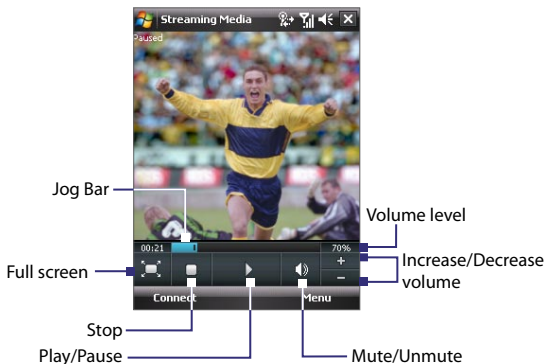 Streaming Media
Paused
Jog Bar
Volume level
00:21
70%
Full screen
+
Increase/Decrease
volume
−
Connect
Menu
Stop
Play/Pause
Mute/Unmute